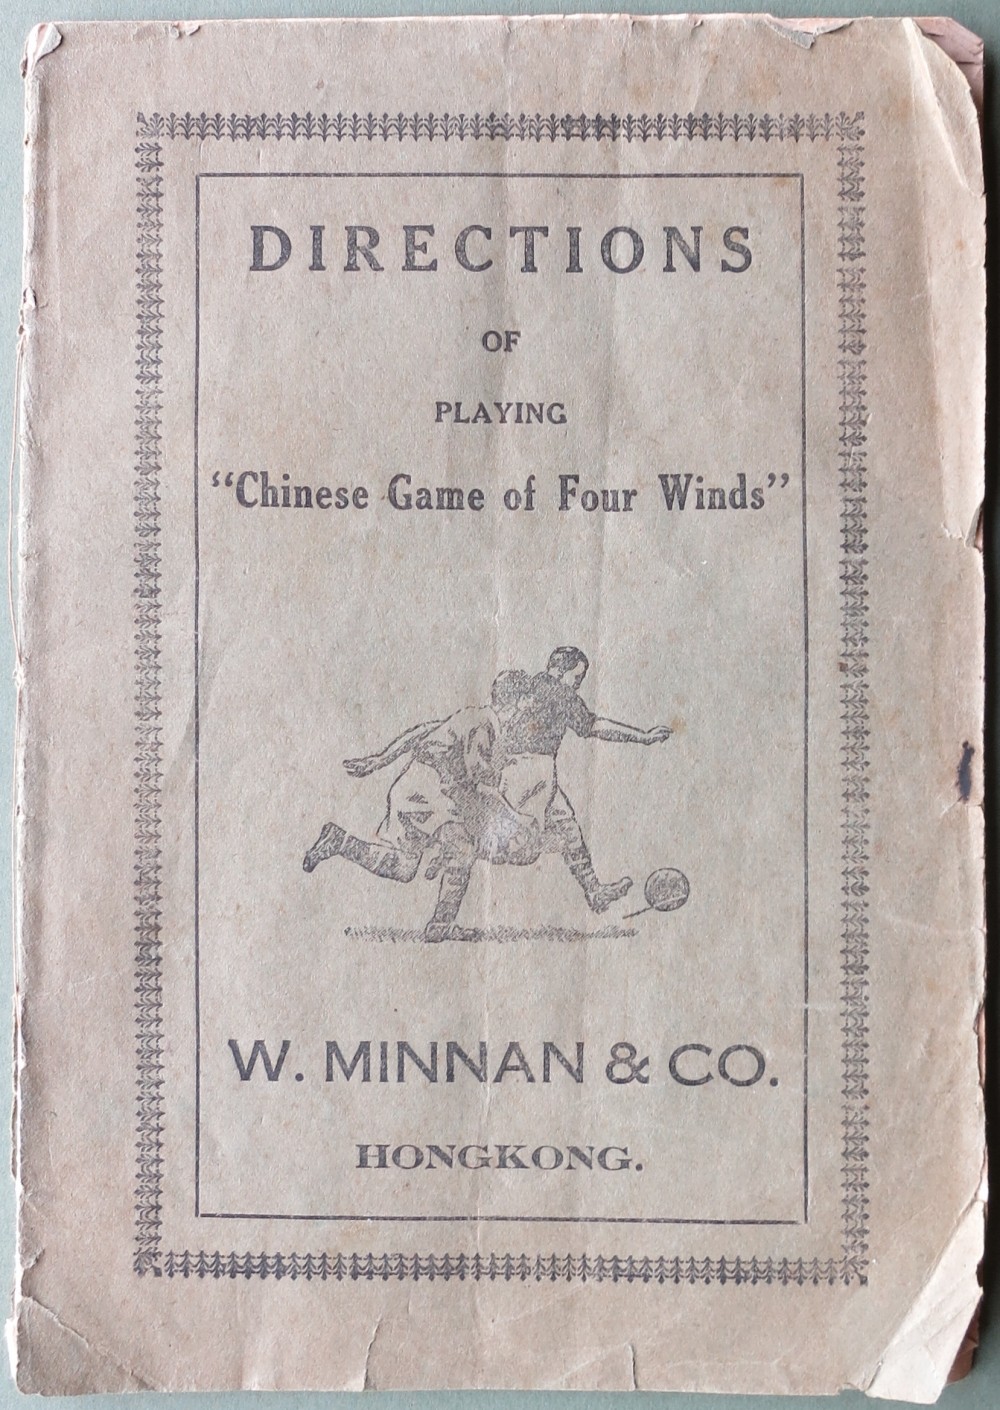 DIRECTIONS
OF
PLAYING
“Chinese Game of Four Winds”
W. MINNAN & CO.
HONGKONG.